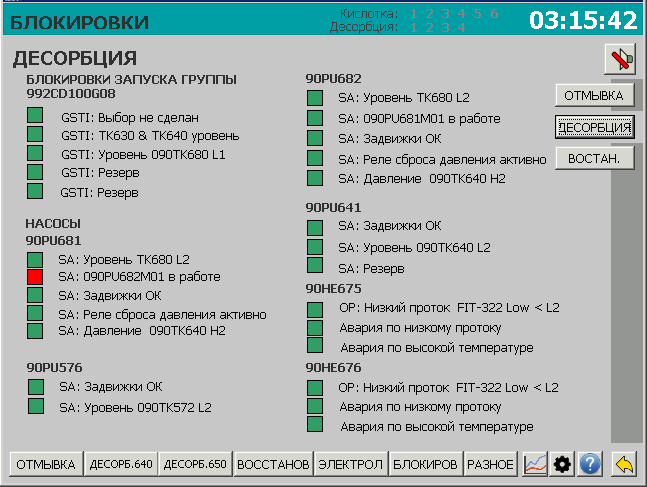 БЛОКИРОВКИ
Кислотка: 1 2 3 4 5 6
Десорбция: 1 2 3 4
03:15:42
ДЕСОРБЦИЯ
БЛОКИРОВКИ ЗАПУСКА ГРУППЫ
992CD100G08
GSTI: Выбор не сделан
GSTI: TK630 & TK640 уровень
GSTI: Уровень 090TK680 L1
GSTI: Резерв
GSTI: Резерв
НАСОСЫ
90PU681
SA: Уровень TK680 L2
SA: 090PU682M01 в работе
SA: Задвижки ОК
SA: Реле сброса давления активно
SA: Давление 090TK640 H2
90PU576
SA: Задвижки ОК
SA: Уровень 090TK572 L2
90PU682
SA: Уровень TK680 L2
SA: 090PU681M01 в работе
SA: Задвижки ОК
SA: Реле сброса давления активно
SA: Давление 090TK640 H2
90PU641
SA: Задвижки ОК
SA: Уровень 090TK640 L2
SA: Резерв
90HE675
OP: Низкий проток FIT-322 Low < L2
Авария по низкому протоку
Авария по высокой температуре
90HE676
OP: Низкий проток FIT-322 Low < L2
Авария по низкому протоку
Авария по высокой температуре
ОТМЫВКА
ДЕСОРБЦИЯ
ВОСТАН.
ОТМЫВКА ДЕСОРБ.640 ДЕСОРБ.650 ВОССТАНОВ ЭЛЕКТРОЛ БЛОКИРОВ РАЗНОЕ ?